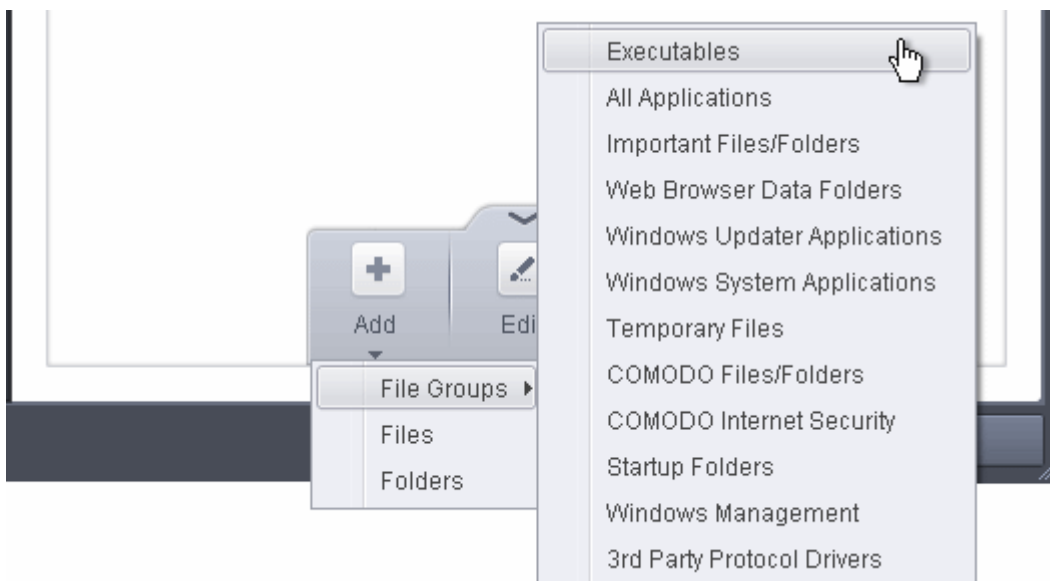 Add
Edi
File Groups
Files
Folders
Executables
All Applications
Important Files/Folders
Web Browser Data Folders
Windows Updater Applications
Windows System Applications
Temporary Files
COMODO Files/Folders
COMODO Internet Security
Startup Folders
Windows Management
3rd Party Protocol Drivers